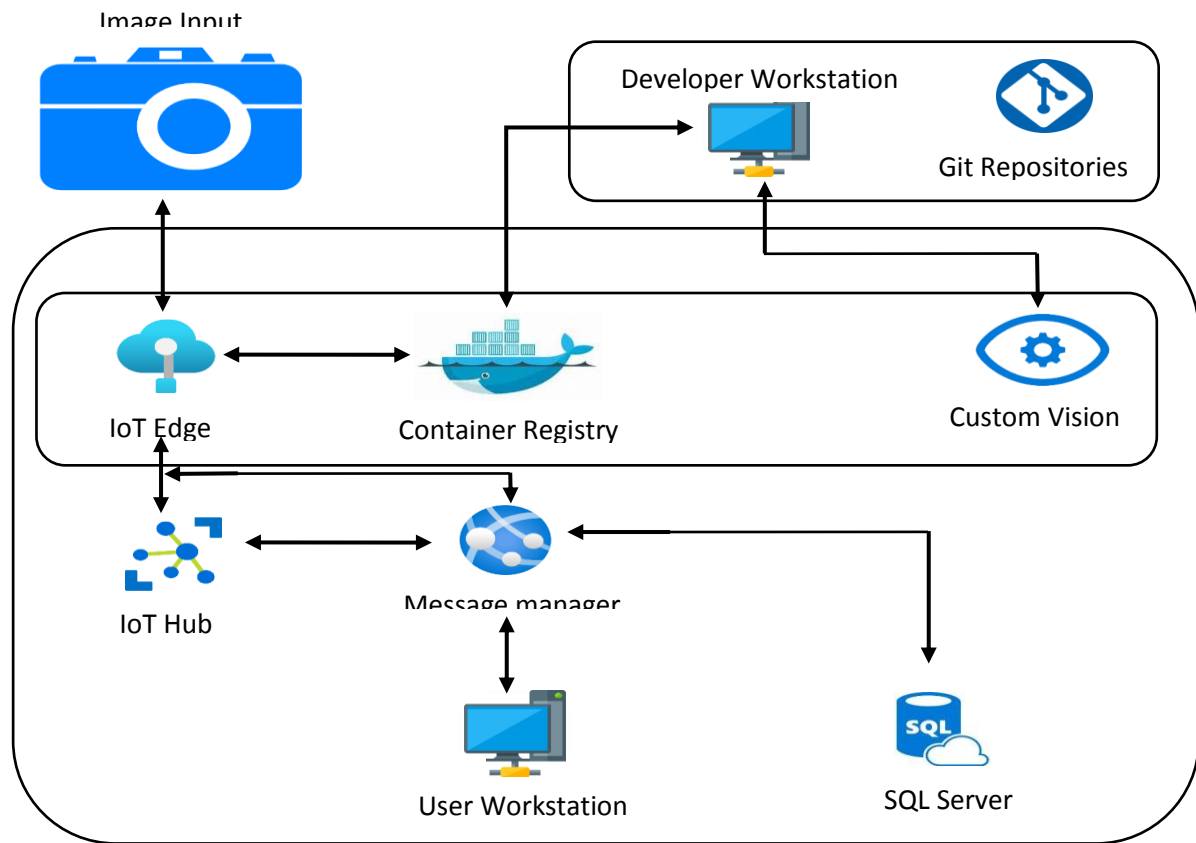 Image Input
Developer Workstation
Git Repositories
IoT Edge
Container Registry
Custom Vision
IoT Hub
Message manager
SQL
User Workstation
SQL Server